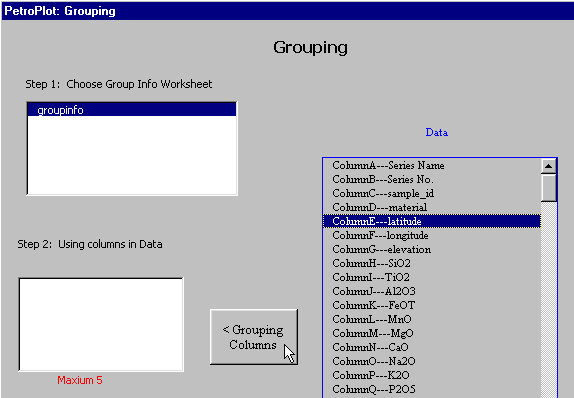 PetroPlot: Grouping
Grouping
Step 1: Choose Group Info Worksheet
groupinfo
Data
ColumnA---Series Name
ColumnB---Series No.
ColumnC---sample_id
ColumnD---material
ColumnE---latitude
ColumnF---longitude
ColumnG---elevation
ColumnH---SiO2
ColumnI---TiO2
ColumnJ---Al2O3
ColumnK---FeOT
ColumnL---MnO
ColumnM---MgO
ColumnN---CaO
ColumnO---Na2O
ColumnP---K2O
ColumnQ---P2O5
Step 2: Using columns in Data
< Grouping
Columns
Maxium 5